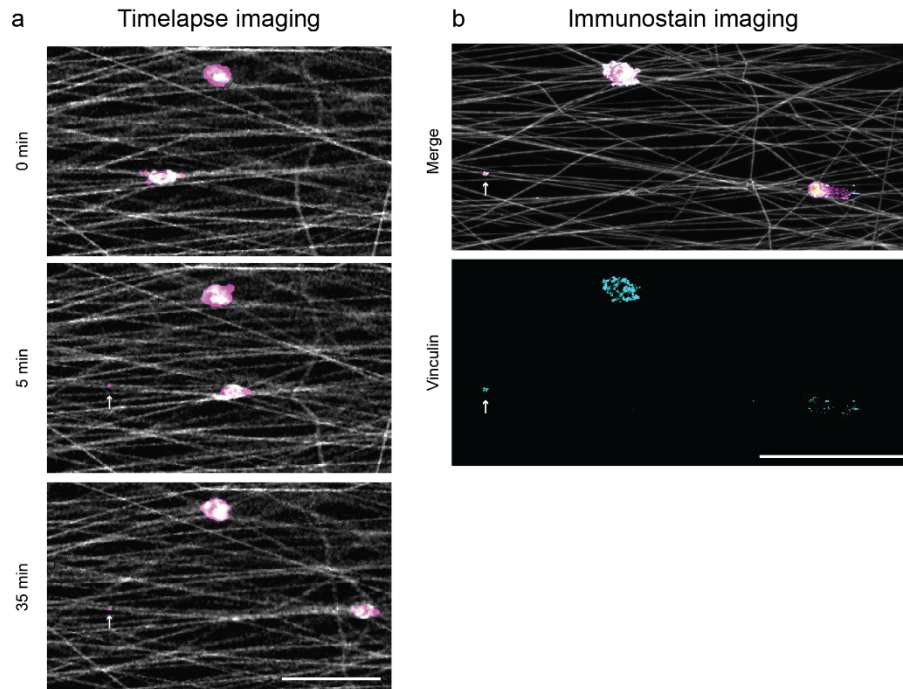 a
Timelapse imaging
0 min
5 min
35 min
b
Immunostain imaging
Merge
Vinculin